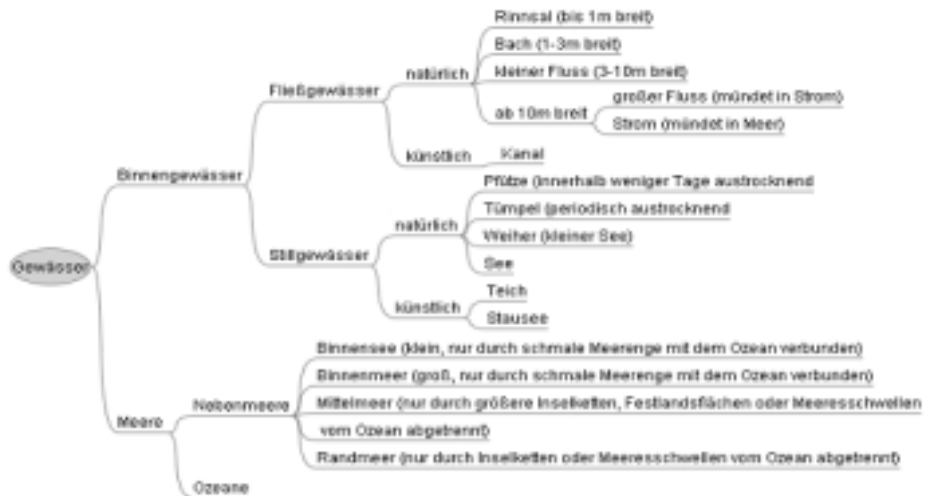 Rinnsal (bis 1m breit)
Bach (1-3m breit)
kleiner Fluss (3-10m breit)
natürlich
Fließgewässer
großer Fluss (mündet in Strom)
ab 10m breit
Strom (mündet in Meer)
künstlich
Kanal
Binnengewässer
Pfütze (innerhalb weniger Tage austrocknend
Tümpel (periodisch austrocknend
natürlich
Weiher (kleiner See)
Stillgewässer
See
Gewässer
Teich
künstlich
Stausee
Binnensee (klein, nur durch schmale Meerenge mit dem Ozean verbunden)
Binnenmeer (groß, nur durch schmale Meerenge mit dem Ozean verbunden)
Nebenmeere
Mittelmeer (nur durch größere Inselketten, Festlandsflächen oder Meeresschwellen
vom Ozean abgetrennt)
Meere
Randmeer (nur durch Inselketten oder Meeresschwellen vom Ozean abgetrennt)
Ozeane